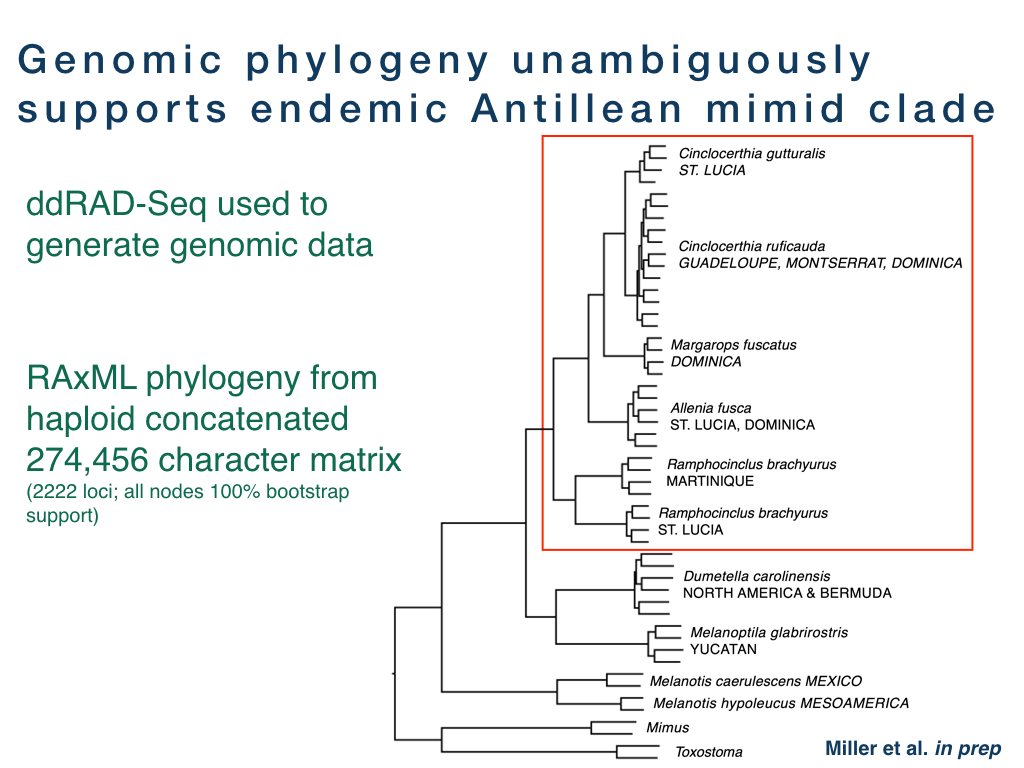 Genomic phylogeny unambiguously
supports endemic Antillean mimid clade
ddRAD-Seq used to
generate genomic data
RAxML phylogeny from
haploid concatenated
274,456 character matrix
(2222 loci; all nodes 100% bootstrap
support)
Cinclocerthia gutturalis
ST. LUCIA
Cinclocerthia ruficauda
GUADELOUPE, MONTSERRAT, DOMINICA
Margarops fuscatus
DOMINICA
Allenia fusca
ST. LUCIA, DOMINICA
Ramphocinclus brachyurus
MARTINIQUE
Ramphocinclus brachyurus
ST. LUCIA
Dumetella carolinensis
NORTH AMERICA & BERMUDA
Melanoptila glabrirostris
YUCATAN
Melanotis caerulescens MEXICO
Melanotis hypoleucus MESOAMERICA
Mimus
Toxostoma
Miller et al. in prep